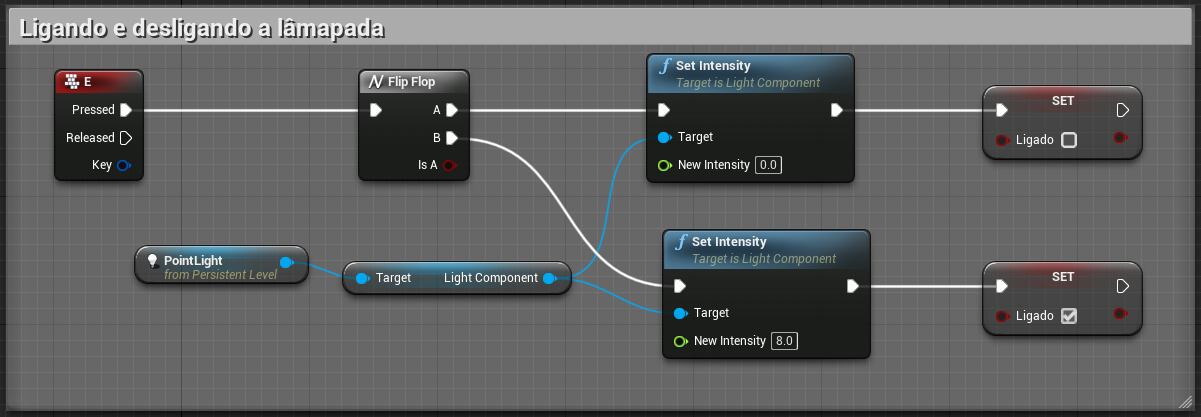 Ligando e desligando a lâmapada
E
Pressed
Released
Key
Flip Flop
A
B
Is A
Set Intensity
Target is Light Component
Target
New Intensity 0.0
SET
Ligado
PointLight
from Persistent Level
Target Light Component
Set Intensity
Target is Light Component
Target
New Intensity 8.0
SET
Ligado